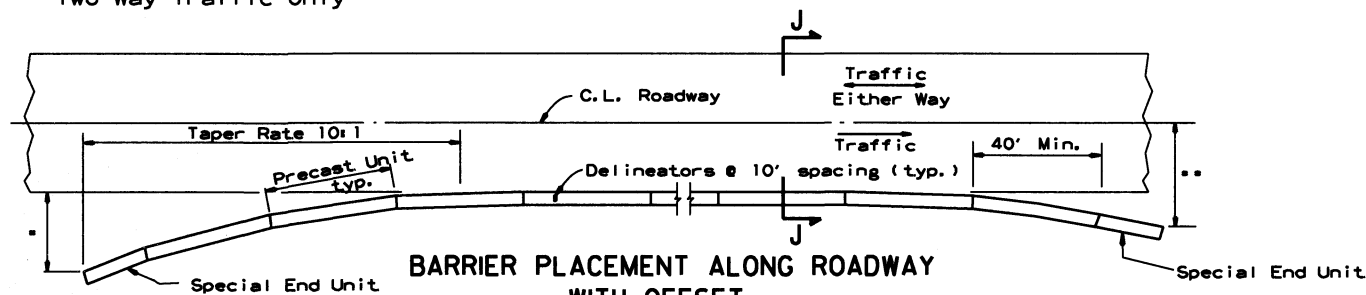 Two Way Traffic Only
J
Traffic
Either Way
C.L. Roadway
Taper Rate 10:1
Traffic
40' Min.
Precast Unit
typ.
Delineators @ 10' spacing (typ.)
**
*
J
BARRIER PLACEMENT ALONG ROADWAY
WITH OFFSET
Special End Unit
Special End Unit